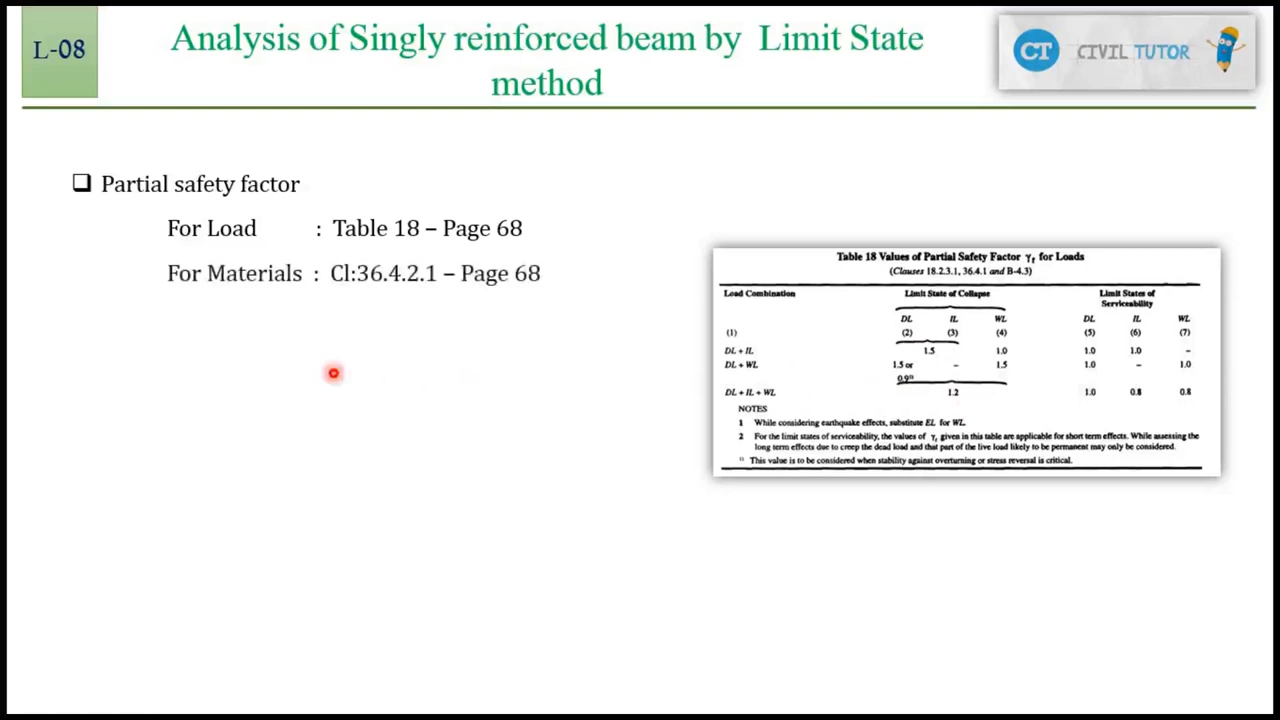 L-08
Analysis of Singly reinforced beam by Limit State
method
CT CIVIL TUTOR
❑ Partial safety factor
For Load : Table 18 – Page 68
For Materials : Cl:36.4.2.1 – Page 68
Table 18 Values of Partial Safety Factor γf for Loads
(Clauses 18.2.3.1, 36.4.1 and B-4.3)
Load Combination Limit State of Collapse Limit States of
Serviceability
DL IL WL DL IL WL
(1) (2) (3) (4) (5) (6) (7)
DL + IL 1.5 1.0 1.0 1.0 –
DL + WL 1.5 or – 1.5 1.0 – 1.0
0.9¹⁾
DL + IL + WL 1.2 1.0 0.8 0.8
NOTES
1 While considering earthquake effects, substitute EL for WL.
2 For the limit states of serviceability, the values of γf given in this table are applicable for short term effects. While assessing the
long term effects due to creep the dead load and that part of the live load likely to be permanent may only be considered.
¹⁾ This value is to be considered when stability against overturning or stress reversal is critical.